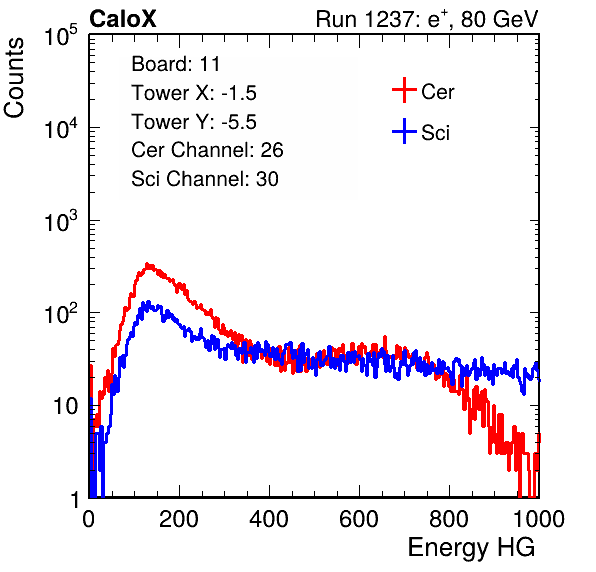 CaloX Run 1237: e⁺, 80 GeV
Counts
Board: 11
Tower X: -1.5
Tower Y: -5.5
Cer Channel: 26
Sci Channel: 30
Cer
Sci
10⁵
10⁴
10³
10²
10
1
0 200 400 600 800 1000
Energy HG